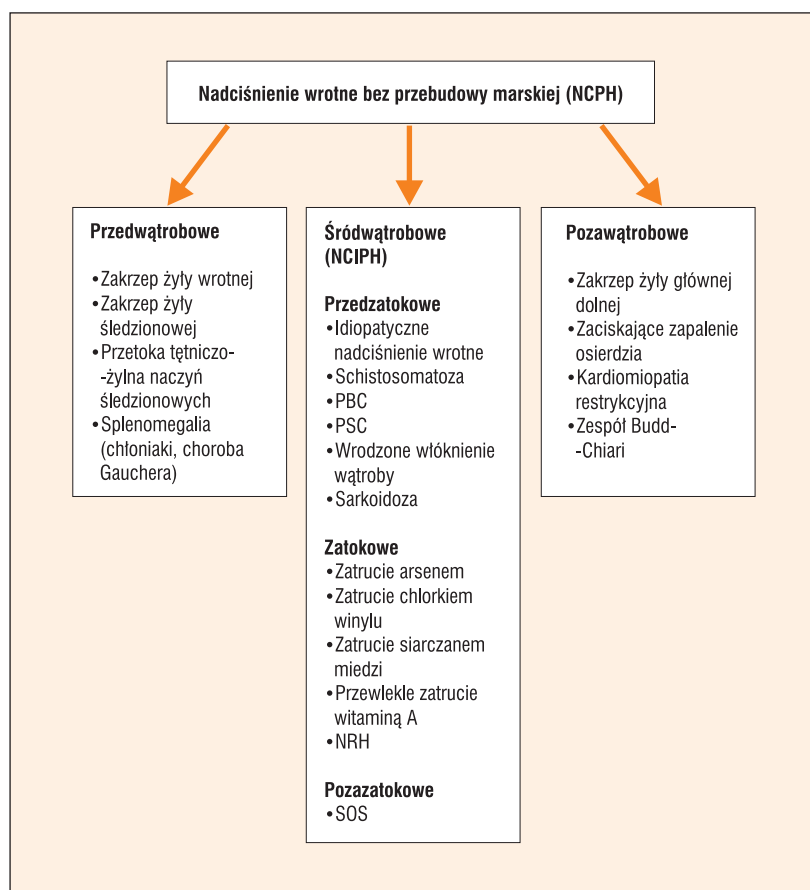 Nadciśnienie wrotne bez przebudowy marskiej (NCPH)
Przedwątrobowe
•Zakrzep żyły wrotnej
•Zakrzep żyły
śledzionowej
•Przetoka tętniczo-
-żylna naczyń
śledzionowych
•Splenomegalia
(chłoniaki, choroba
Gauchera)
Śródwątrobowe
(NCIPH)
Przedzatokowe
•Idiopatyczne
nadciśnienie wrotne
•Schistosomatoza
•PBC
•PSC
•Wrodzone włóknienie
wątroby
•Sarkoidoza
Zatokowe
•Zatrucie arsenem
•Zatrucie chlorkiem
winylu
•Zatrucie siarczanem
miedzi
•Przewlekle zatrucie
witaminą A
•NRH
Pozazatokowe
•SOS
Pozawątrobowe
•Zakrzep żyły głównej
dolnej
•Zaciskające zapalenie
osierdzia
•Kardiomiopatia
restrykcyjna
•Zespół Budd-
-Chiari